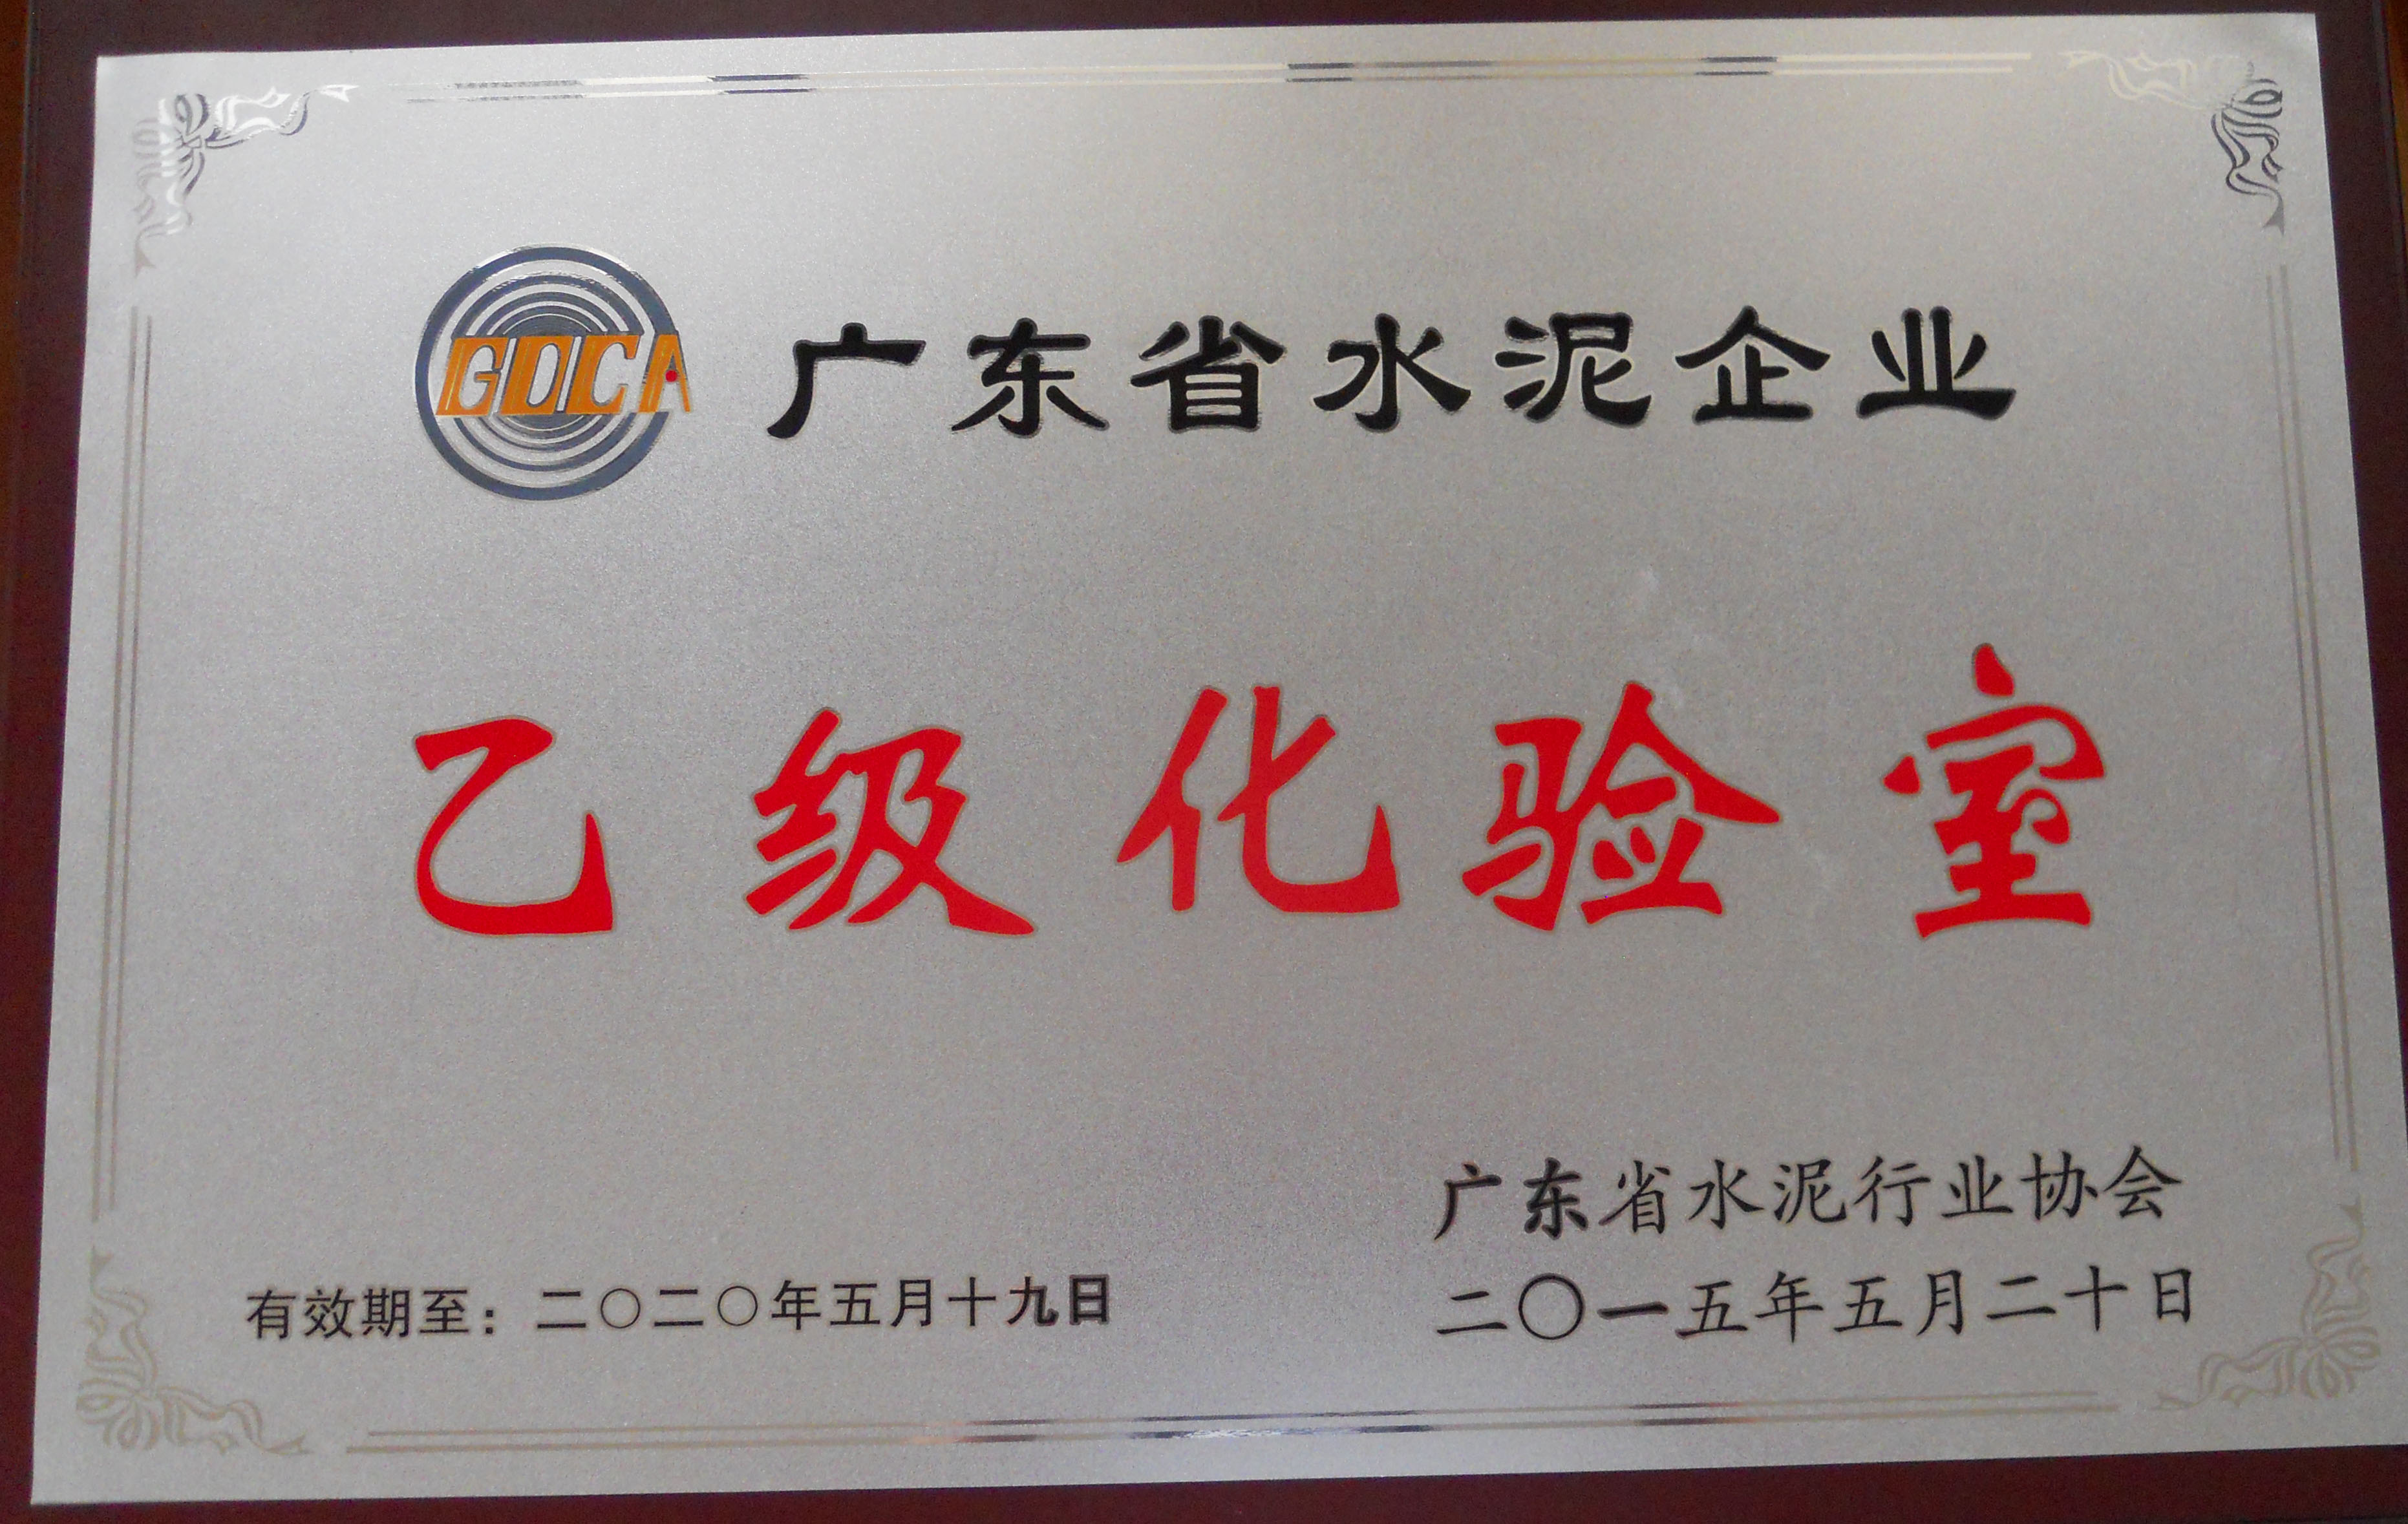 GDCA 广东省水泥企业
乙级化验室
广东省水泥行业协会
有效期至：二〇二〇年五月十九日
二〇一五年五月二十日